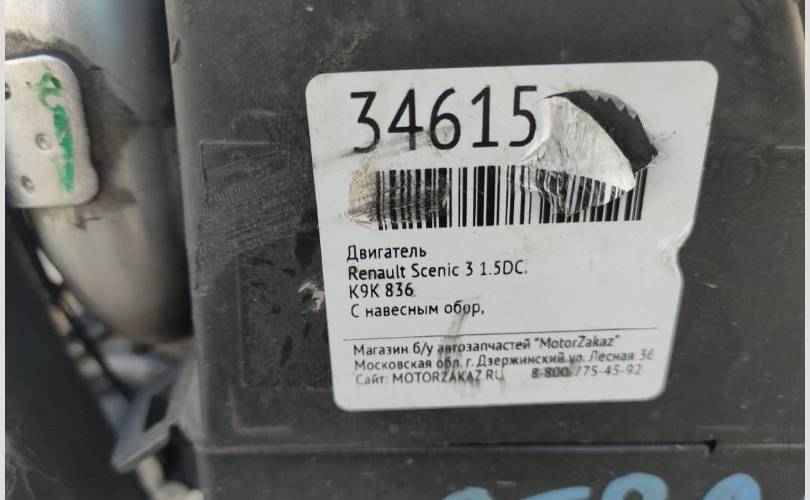 34615
Двигатель
Renault Scenic 3 1.5DC.
K9K 836
С навесным обор,
Магазин б/у автозапчастей "MotorZakaz"
Московская обл. г. Дзержинский ул. Лесная 36
Сайт: MOTORZAKAZ.RU 8-800-775-45-92